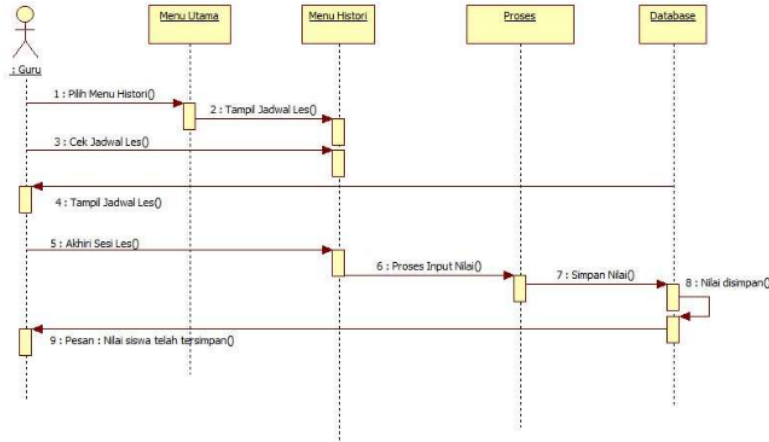 Menu Utama
Menu Histori
Proses
Database
: Guru
1 : Pilih Menu Histori()
2 : Tampil Jadwal Les()
3 : Cek Jadwal Les()
4 : Tampil Jadwal Les()
5 : Akhiri Sesi Les()
6 : Proses Input Nilai()
7 : Simpan Nilai()
8 : Nilai disimpan()
9 : Pesan : Nilai siswa telah tersimpan()